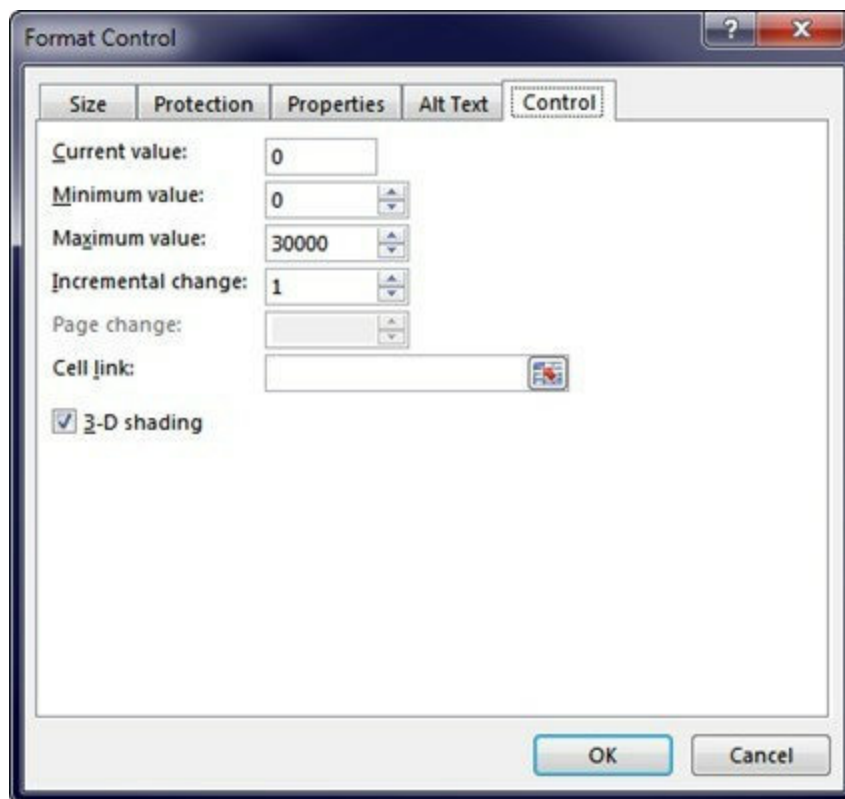 Format Control
Size Protection Properties Alt Text Control
Current value: 0
Minimum value: 0
Maximum value: 30000
Incremental change: 1
Page change:
Cell link:
3-D shading
OK Cancel